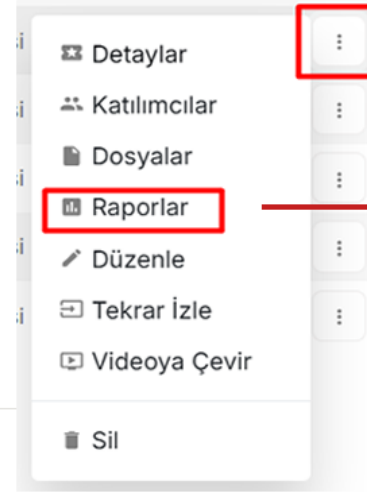 Detaylar
Katılımcılar
Dosyalar
Raporlar
Düzenle
Tekrar İzle
Videoya Çevir
Sil